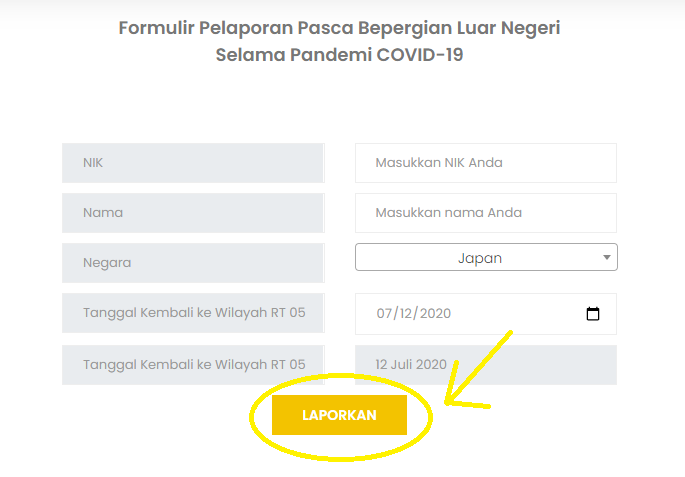 Formulir Pelaporan Pasca Bepergian Luar Negeri
Selama Pandemi COVID-19
NIK
Masukkan NIK Anda
Nama
Masukkan nama Anda
Negara
Japan
Tanggal Kembali ke Wilayah RT 05
07/12/2020
Tanggal Kembali ke Wilayah RT 05
12 Juli 2020
LAPORKAN